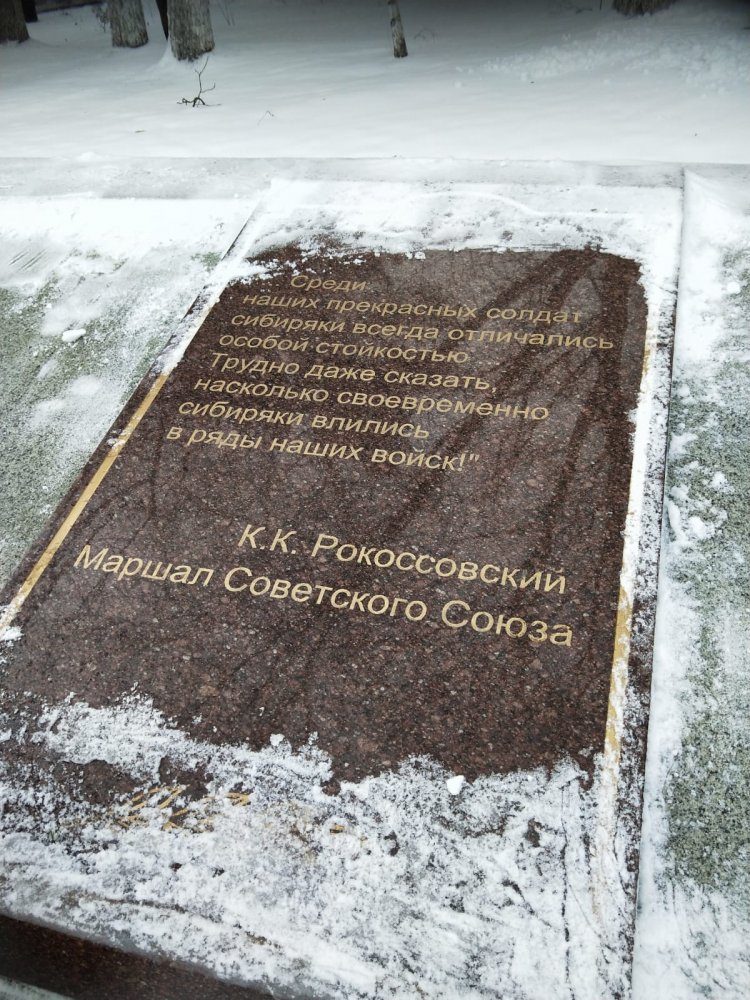 Среди
наших прекрасных солдат
сибиряки всегда отличались
особой стойкостью.
Трудно даже сказать,
насколько своевременно
сибиряки влились
в ряды наших войск!"
К.К. Рокоссовский
Маршал Советского Союза